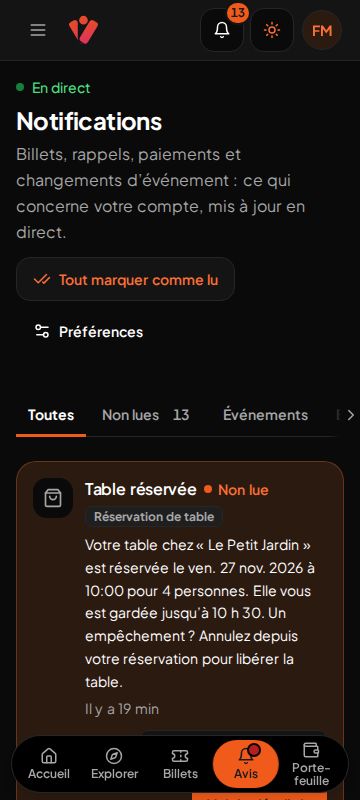 13
FM
En direct
Notifications
Billets, rappels, paiements et
changements d’événement : ce qui
concerne votre compte, mis à jour en
direct.
Tout marquer comme lu
Préférences
Toutes Non lues 13 Événements
Table réservée Non lue
Réservation de table
Votre table chez « Le Petit Jardin »
est réservée le ven. 27 nov. 2026 à
10:00 pour 4 personnes. Elle vous
est gardée jusqu’à 10 h 30. Un
empêchement ? Annulez depuis
votre réservation pour libérer la
table.
Il y a 19 min
Accueil Explorer Billets Avis Porte-
feuille